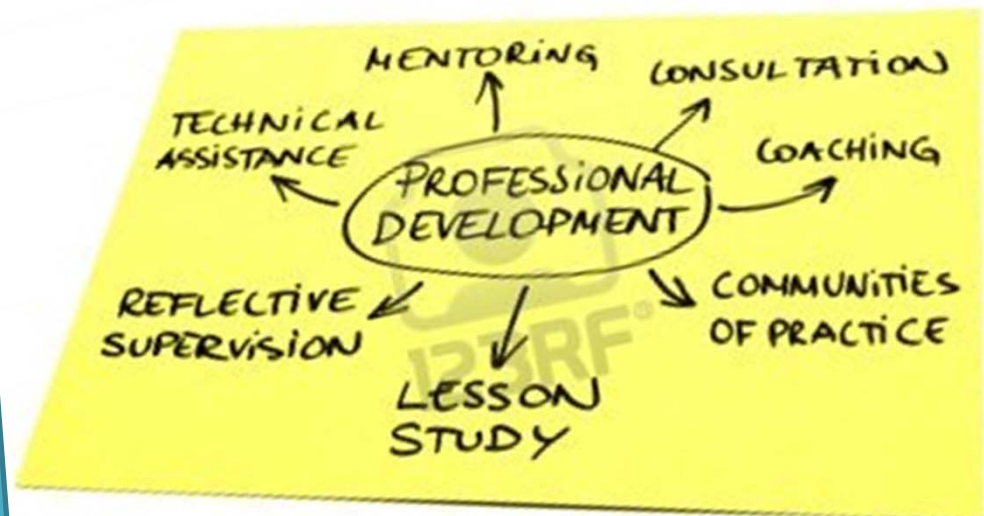 MENTORING
CONSULTATION
TECHNICAL
ASSISTANCE
COACHING
PROFESSIONAL
DEVELOPMENT
REFLECTIVE
SUPERVISION
COMMUNITIES
OF PRACTICE
LESSON
STUDY
123RF®